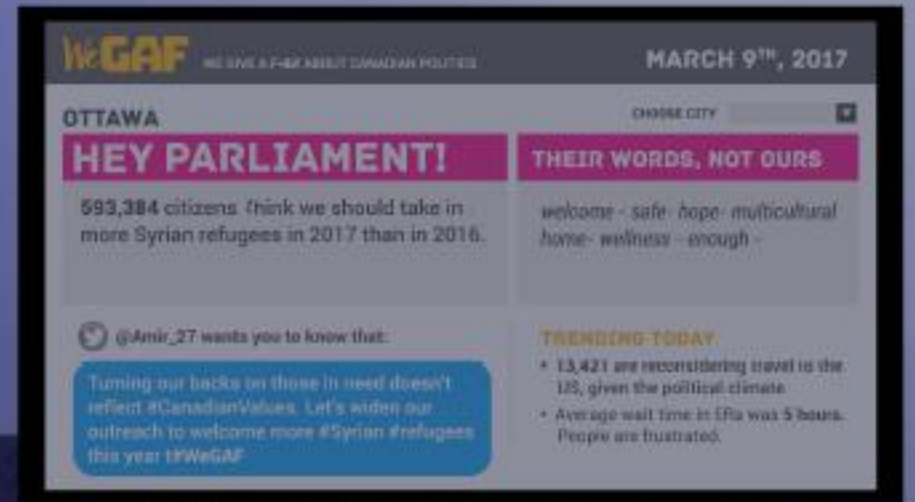 WeGAF WE GIVE A F*** ABOUT CANADIAN POLITICS
MARCH 9TH, 2017
OTTAWA
CHOOSE CITY
HEY PARLIAMENT!
593,384 citizens think we should take in
more Syrian refugees in 2017 than in 2016.
THEIR WORDS, NOT OURS
welcome - safe- hope- multicultural
home- wellness - enough -
@Amir_27 wants you to know that:
Turning our backs on those in need doesn't
reflect #CanadianValues. Let's widen our
outreach to welcome more #Syrian #refugees
this year t#WeGAF
TRENDING TODAY
• 13,421 are reconsidering travel to the
US, given the political climate
• Average wait time in ERs was 5 hours.
People are frustrated.